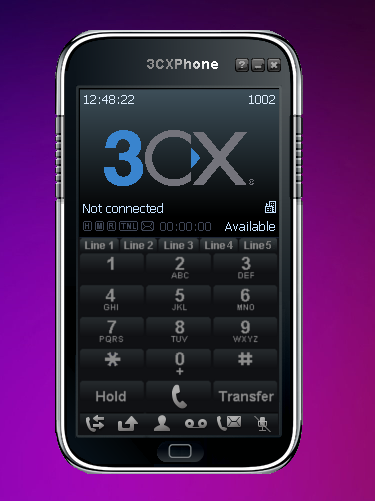 3CXPhone ? _ x
12:48:22 1002
3CX®
Not connected
H M R TNL 00:00:00 Available
Line 1 Line 2 Line 3 Line 4 Line5
1 2 3
ABC DEF
4 5 6
GHI JKL MNO
7 8 9
PQRS TUV WXYZ
* 0 #
+
Hold Transfer